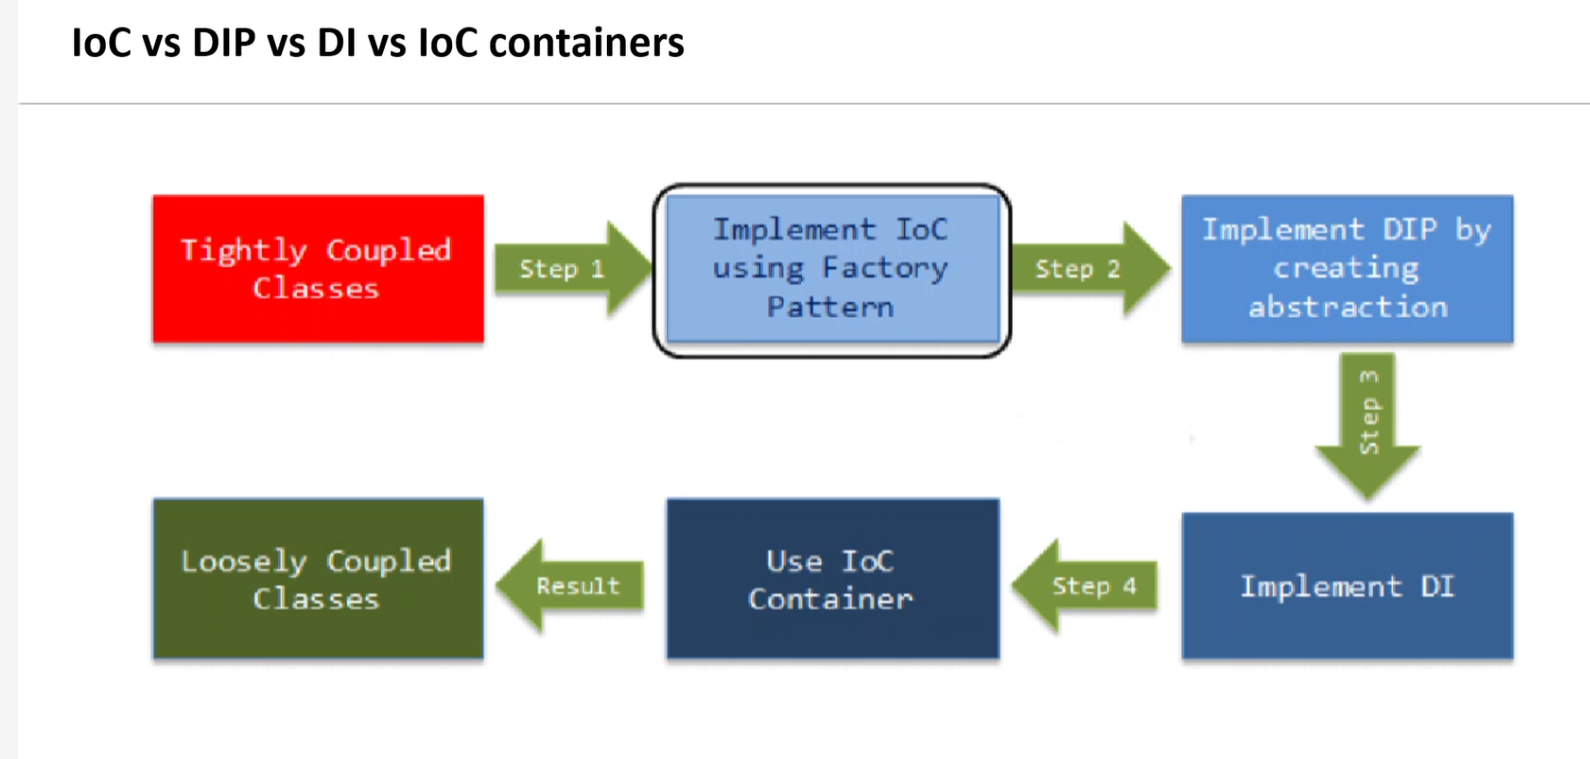 IoC vs DIP vs DI vs IoC containers
Tightly Coupled
Classes
Step 1
Implement IoC
using Factory
Pattern
Step 2
Implement DIP by
creating
abstraction
Step 3
Implement DI
Step 4
Use IoC
Container
Result
Loosely Coupled
Classes